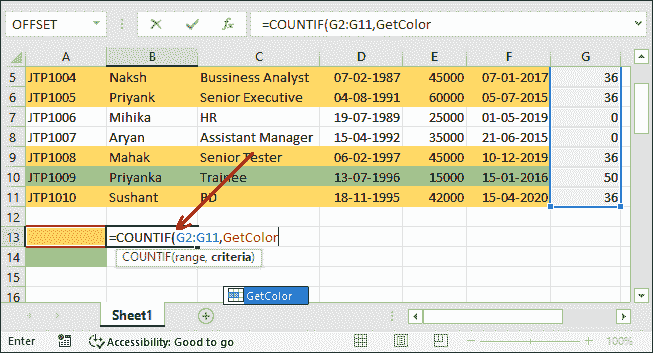 OFFSET =COUNTIF(G2:G11,GetColor
A B C D E F G
5 JTP1004 Naksh Bussiness Analyst 07-02-1987 45000 07-01-2017 36
6 JTP1005 Priyank Senior Executive 04-08-1991 60000 05-07-2015 36
7 JTP1006 Mihika HR 19-07-1989 25000 01-05-2019 0
8 JTP1007 Aryan Assistant Manager 15-04-1992 35000 21-06-2015 0
9 JTP1008 Mahak Senior Tester 06-02-1997 45000 10-12-2019 36
10 JTP1009 Priyanka Trainee 13-07-1996 15000 15-01-2016 50
11 JTP1010 Sushant BD 18-11-1995 42000 15-04-2020 36
12
13 =COUNTIF(G2:G11,GetColor
14 COUNTIF(range, criteria)
15
16 GetColor
Sheet1
Enter Accessibility: Good to go 100%